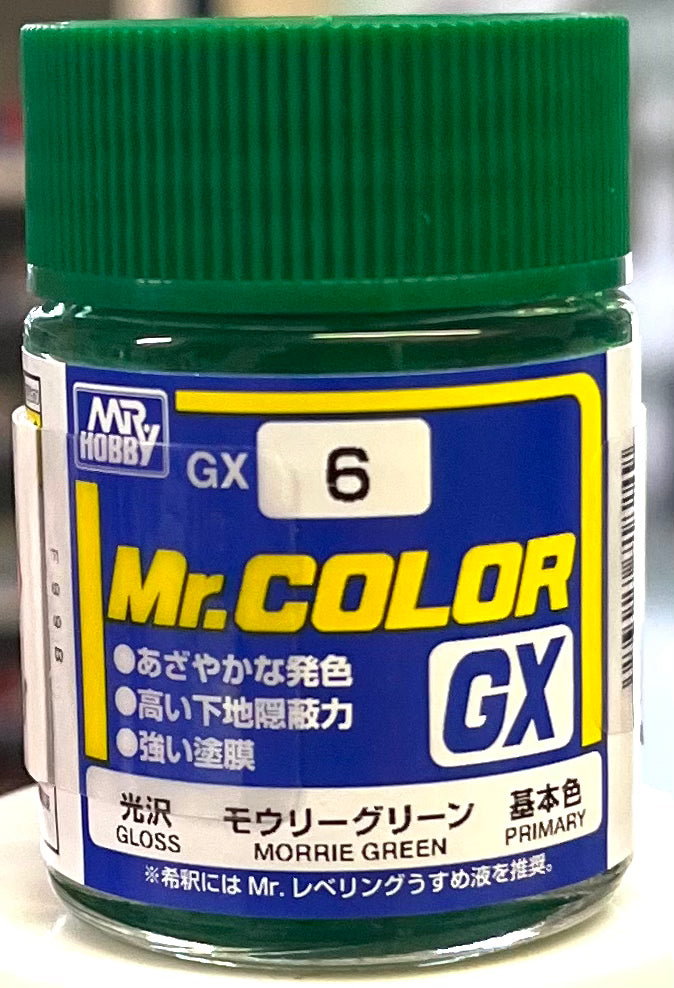 MR
HOBBY
GX 6
Mr.COLOR
GX
●あざやかな発色
●高い下地隠蔽力
●強い塗膜
光沢 モウリーグリーン 基本色
GLOSS MORRIE GREEN PRIMARY
※希釈には Mr. レベリングうすめ液を推奨。